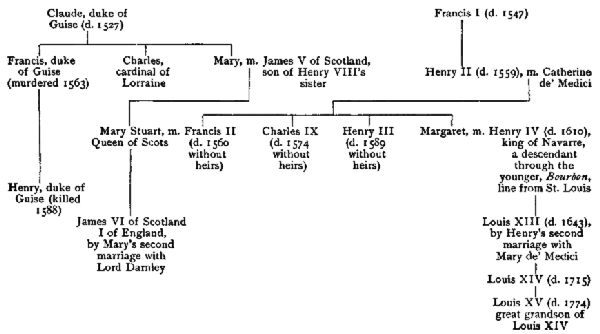 Claude, duke of
Guise (d. 1527)
Francis I (d. 1547)
Francis, duke
of Guise
(murdered 1563)
Charles,
cardinal of
Lorraine
Mary, m. James V of Scotland,
son of Henry VIII's
sister
Henry II (d. 1559), m. Catherine
de' Medici
Mary Stuart, m. Francis II
Queen of Scots
(d. 1560
without
heirs)
Charles IX
(d. 1574
without
heirs)
Henry III
(d. 1589
without
heirs)
Margaret, m. Henry IV (d. 1610),
king of Navarre,
a descendant
through the
younger, Bourbon,
line from St. Louis
Henry, duke of
Guise (killed
1588)
James VI of Scotland
I of England,
by Mary's second
marriage with
Lord Darnley
Louis XIII (d. 1643),
by Henry's second
marriage with
Mary de' Medici
Louis XIV (d. 1715)
Louis XV (d. 1774)
great grandson of
Louis XIV